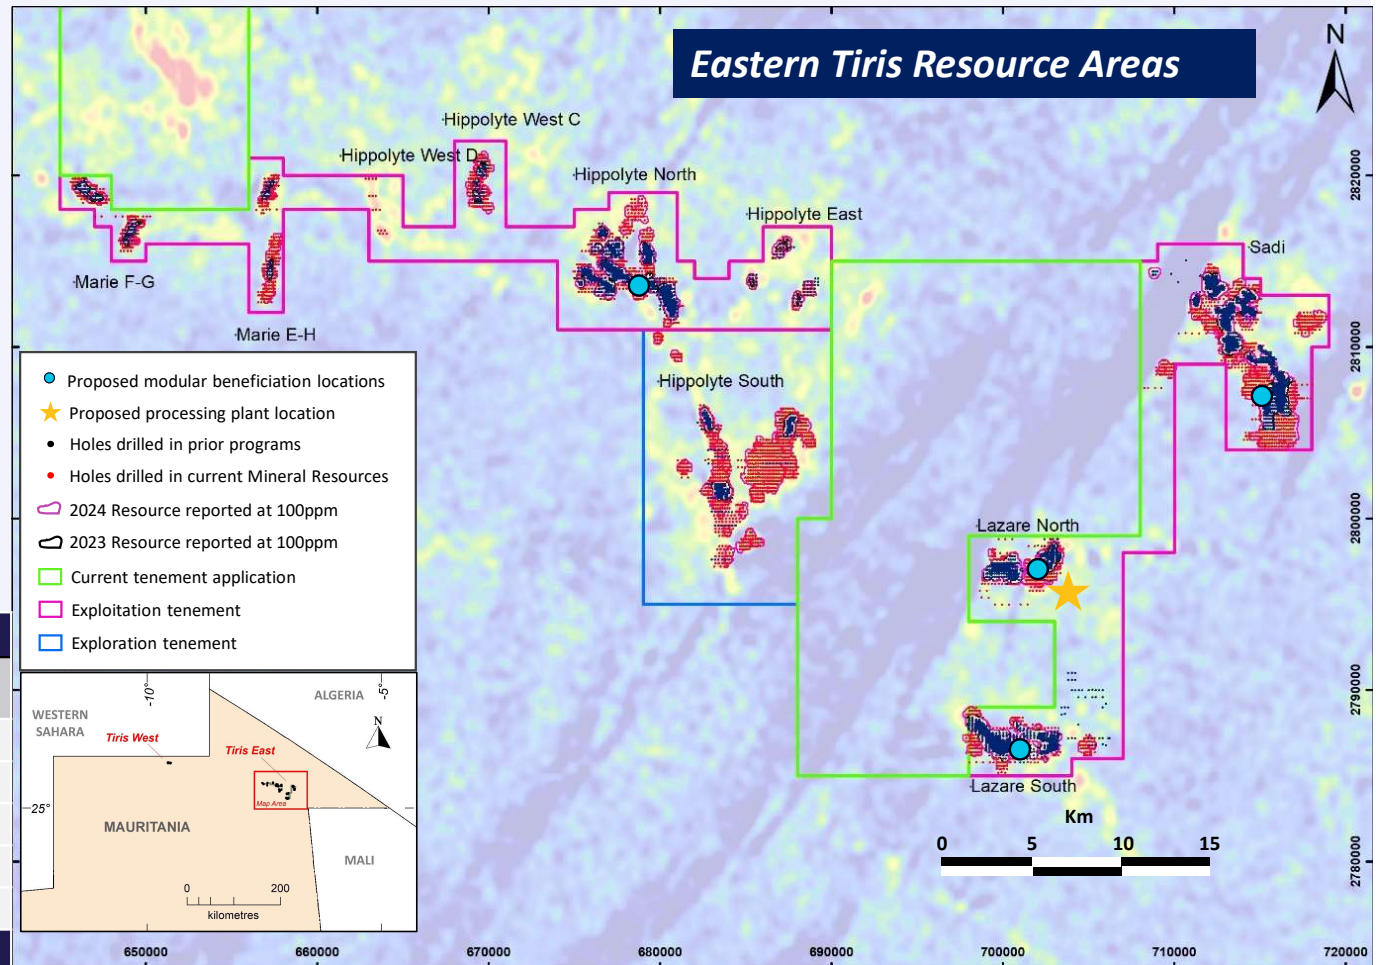 Eastern Tiris Resource Areas
N
Hippolyte West C
Hippolyte West D
Hippolyte North
Hippolyte East
Sadi
Marie F-G
Marie E-H
Hippolyte South
Lazare North
Lazare South
Proposed modular beneficiation locations
Proposed processing plant location
Holes drilled in prior programs
Holes drilled in current Mineral Resources
2024 Resource reported at 100ppm
2023 Resource reported at 100ppm
Current tenement application
Exploitation tenement
Exploration tenement
-10°
-5°
ALGERIA
WESTERN
SAHARA
N
Tiris West
Tiris East
Map Area
25°
MAURITANIA
MALI
0 200
kilometres
Km
0 5 10 15
2820000
2810000
2800000
2790000
2780000
650000 660000 670000 680000 690000 700000 710000 720000